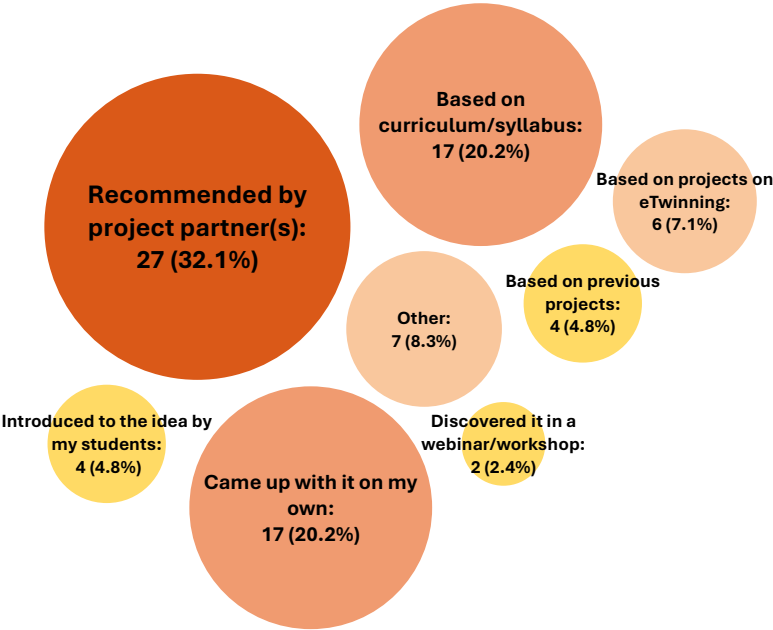 Based on
curriculum/syllabus:
17 (20.2%)
Recommended by
project partner(s):
27 (32.1%)
Based on projects on
eTwinning:
6 (7.1%)
Based on previous
projects:
4 (4.8%)
Other:
7 (8.3%)
Introduced to the idea by
my students:
4 (4.8%)
Discovered it in a
webinar/workshop:
2 (2.4%)
Came up with it on my
own:
17 (20.2%)